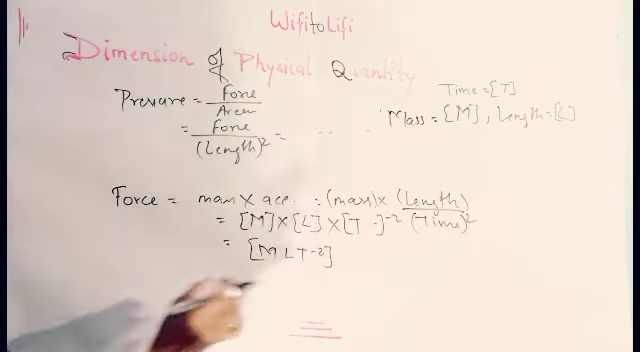 WifitoLifi
Dimension of Physical Quantity
Time = [T]
Mass = [M], Length = [L]
Pressure = Force / Area
= Force / (Length)² =
Force = mass X acc. = (mass) x (Length) / (Time)²
= [M] x [L] x [T]⁻²
= [M L T-2]